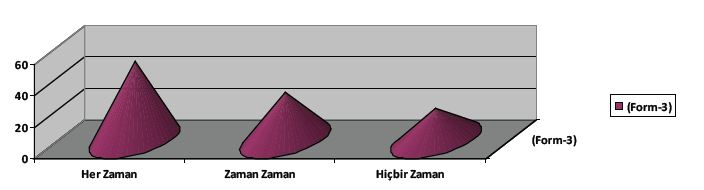 60
40
20
0
Her Zaman
Zaman Zaman
Hiçbir Zaman
(Form-3)
(Form-3)